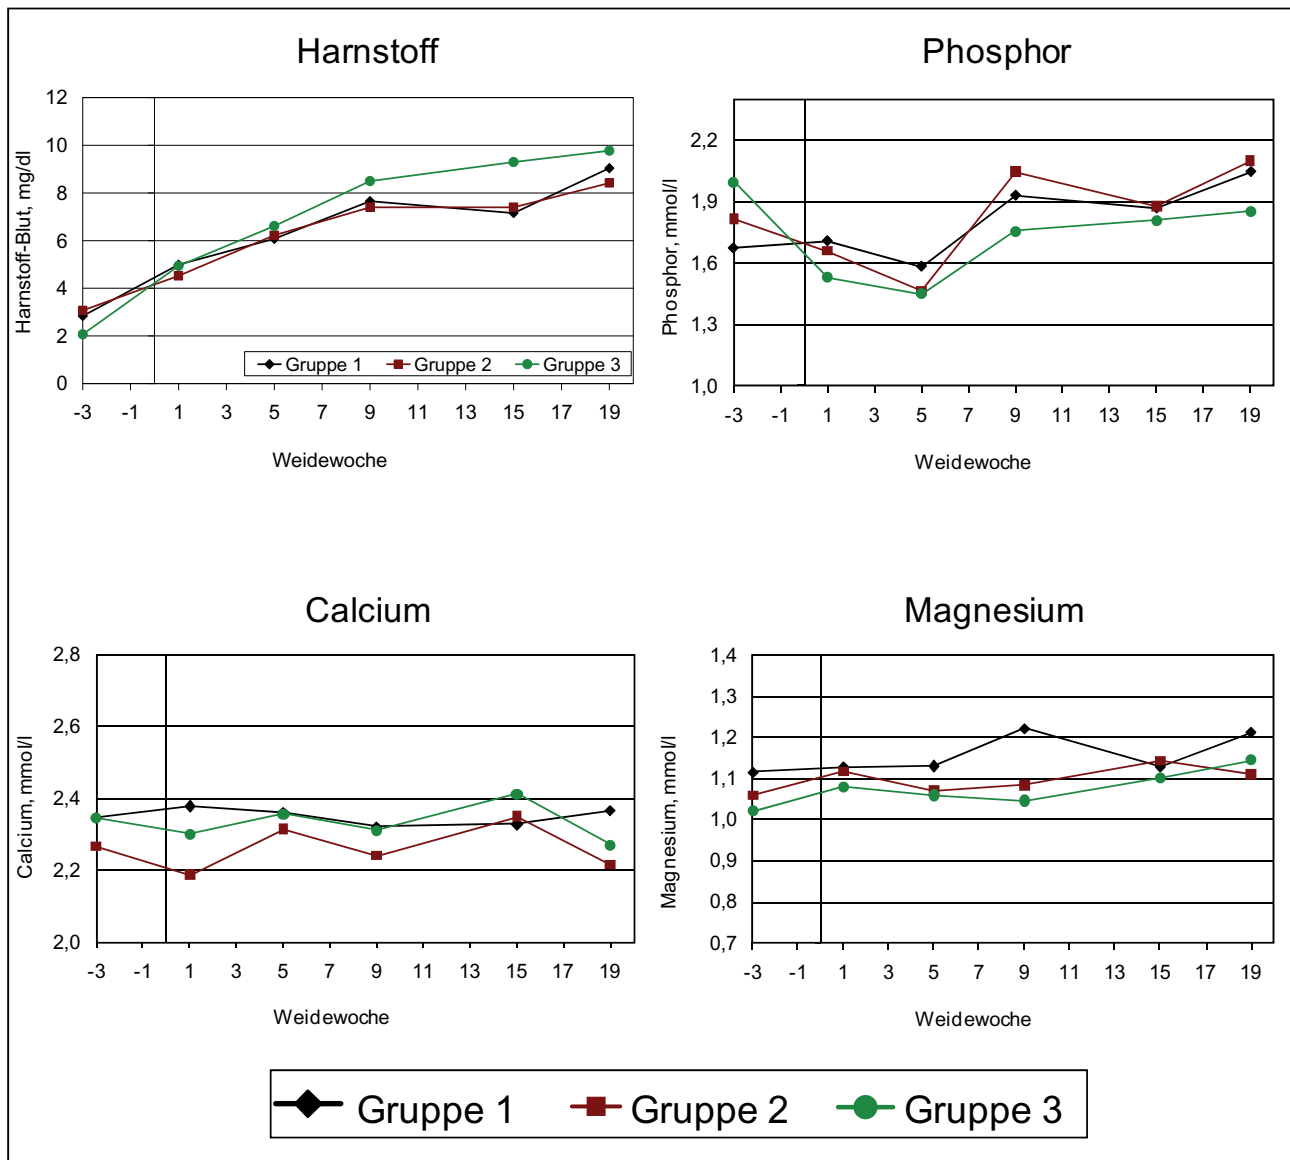 Harnstoff
Harnstoff-Blut, mg/dl
12
10
8
6
4
2
0
Gruppe 1 Gruppe 2 Gruppe 3
-3 -1 1 3 5 7 9 11 13 15 17 19
Weidewoche
Phosphor
Phosphor, mmol/l
2,2
1,9
1,6
1,3
1,0
-3 -1 1 3 5 7 9 11 13 15 17 19
Weidewoche
Calcium
Calcium, mmol/l
2,8
2,6
2,4
2,2
2,0
-3 -1 1 3 5 7 9 11 13 15 17 19
Weidewoche
Magnesium
Magnesium, mmol/l
1,4
1,3
1,2
1,1
1,0
0,9
0,8
0,7
-3 -1 1 3 5 7 9 11 13 15 17 19
Weidewoche
Gruppe 1 Gruppe 2 Gruppe 3